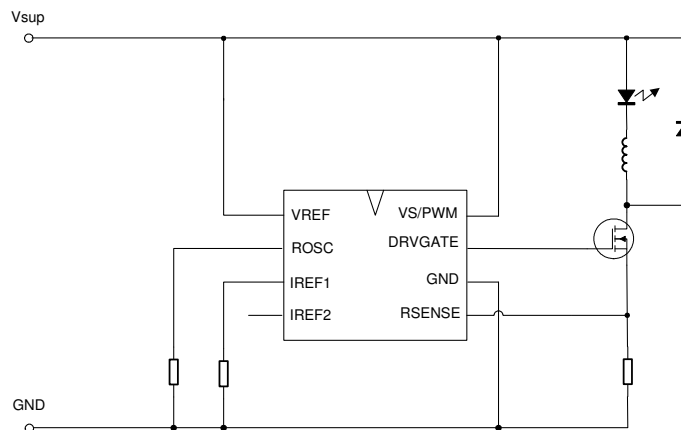 Vsup
VREF
VS/PWM
ROSC
DRVGATE
IREF1
GND
IREF2
RSENSE
GND